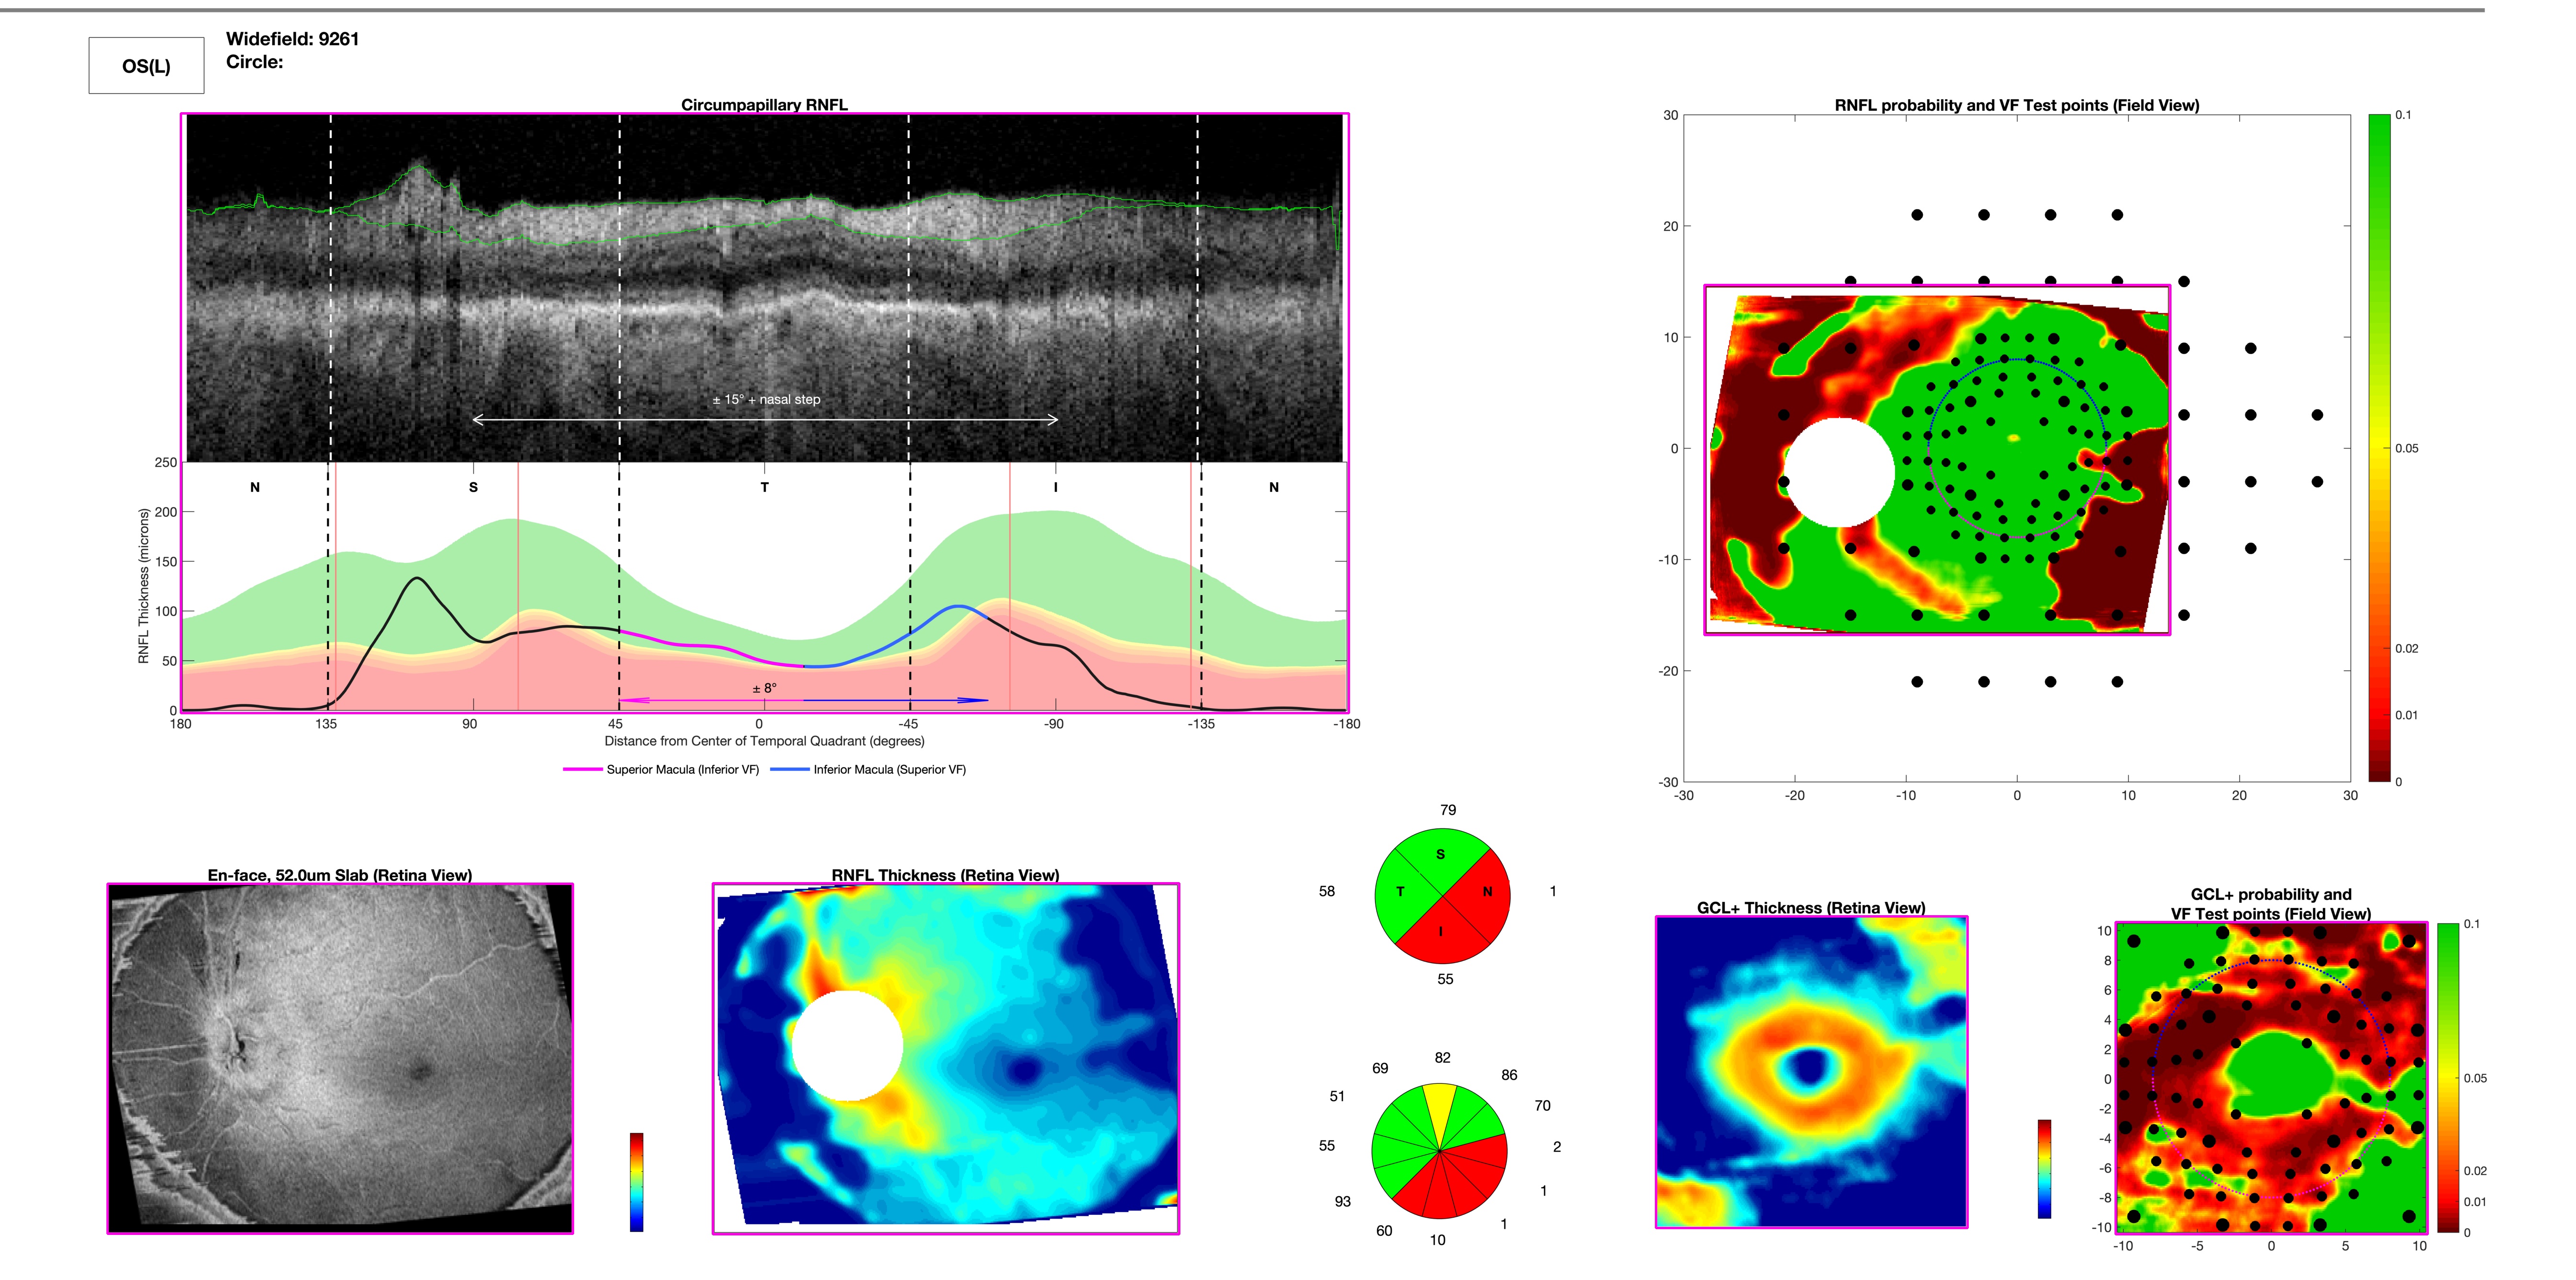 OS(L)
Widefield: 9261
Circle:
Circumpapillary RNFL
± 15° + nasal step
N S T I N
250
200
150
100
50
0
RNFL Thickness (microns)
± 8°
180 135 90 45 0 -45 -90 -135 -180
Distance from Center of Temporal Quadrant (degrees)
Superior Macula (Inferior VF) Inferior Macula (Superior VF)
RNFL probability and VF Test points (Field View)
30
20
10
0
-10
-20
-30
-30 -20 -10 0 10 20 30
0.1
0.05
0.02
0.01
0
En-face, 52.0um Slab (Retina View)
RNFL Thickness (Retina View)
79
S
58 T N 1
I
55
82
69 86
51 70
55 2
93 1
60 1
10
GCL+ Thickness (Retina View)
GCL+ probability and
VF Test points (Field View)
10
8
6
4
2
0
-2
-4
-6
-8
-10
-10 -5 0 5 10
0.1
0.05
0.02
0.01
0